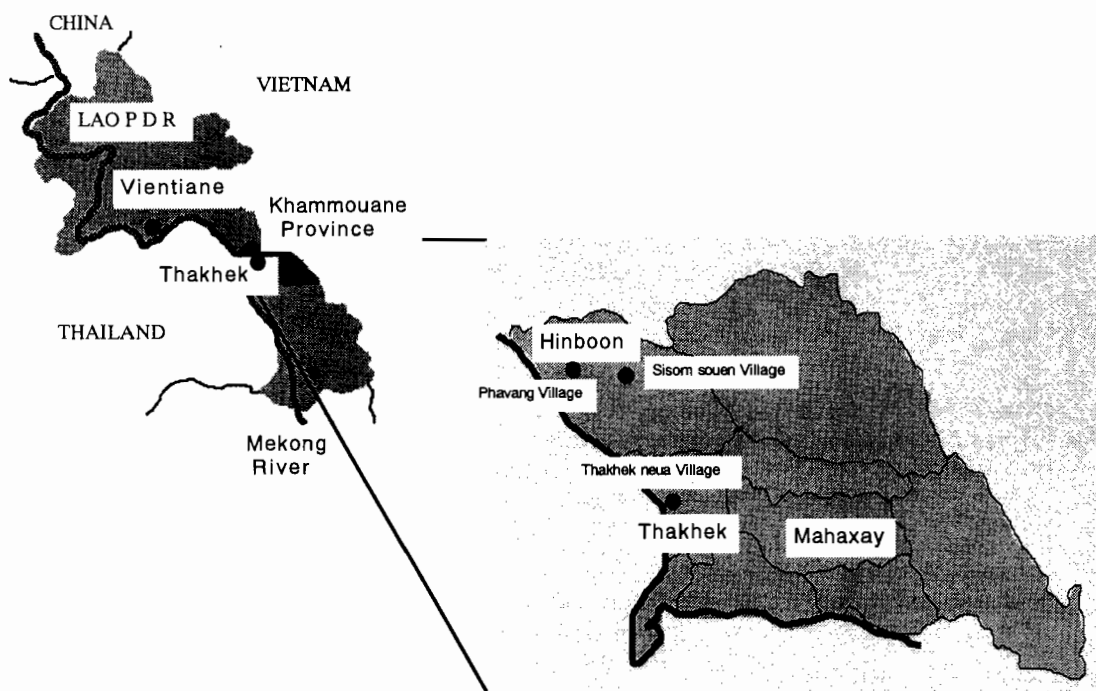 CHINA
VIETNAM
LAO P D R
Vientiane
Khammouane
Province
Thakhek
THAILAND
Mekong
River
Hinboon
Sisom souen Village
Phavang Village
Thakhek neua Village
Thakhek
Mahaxay